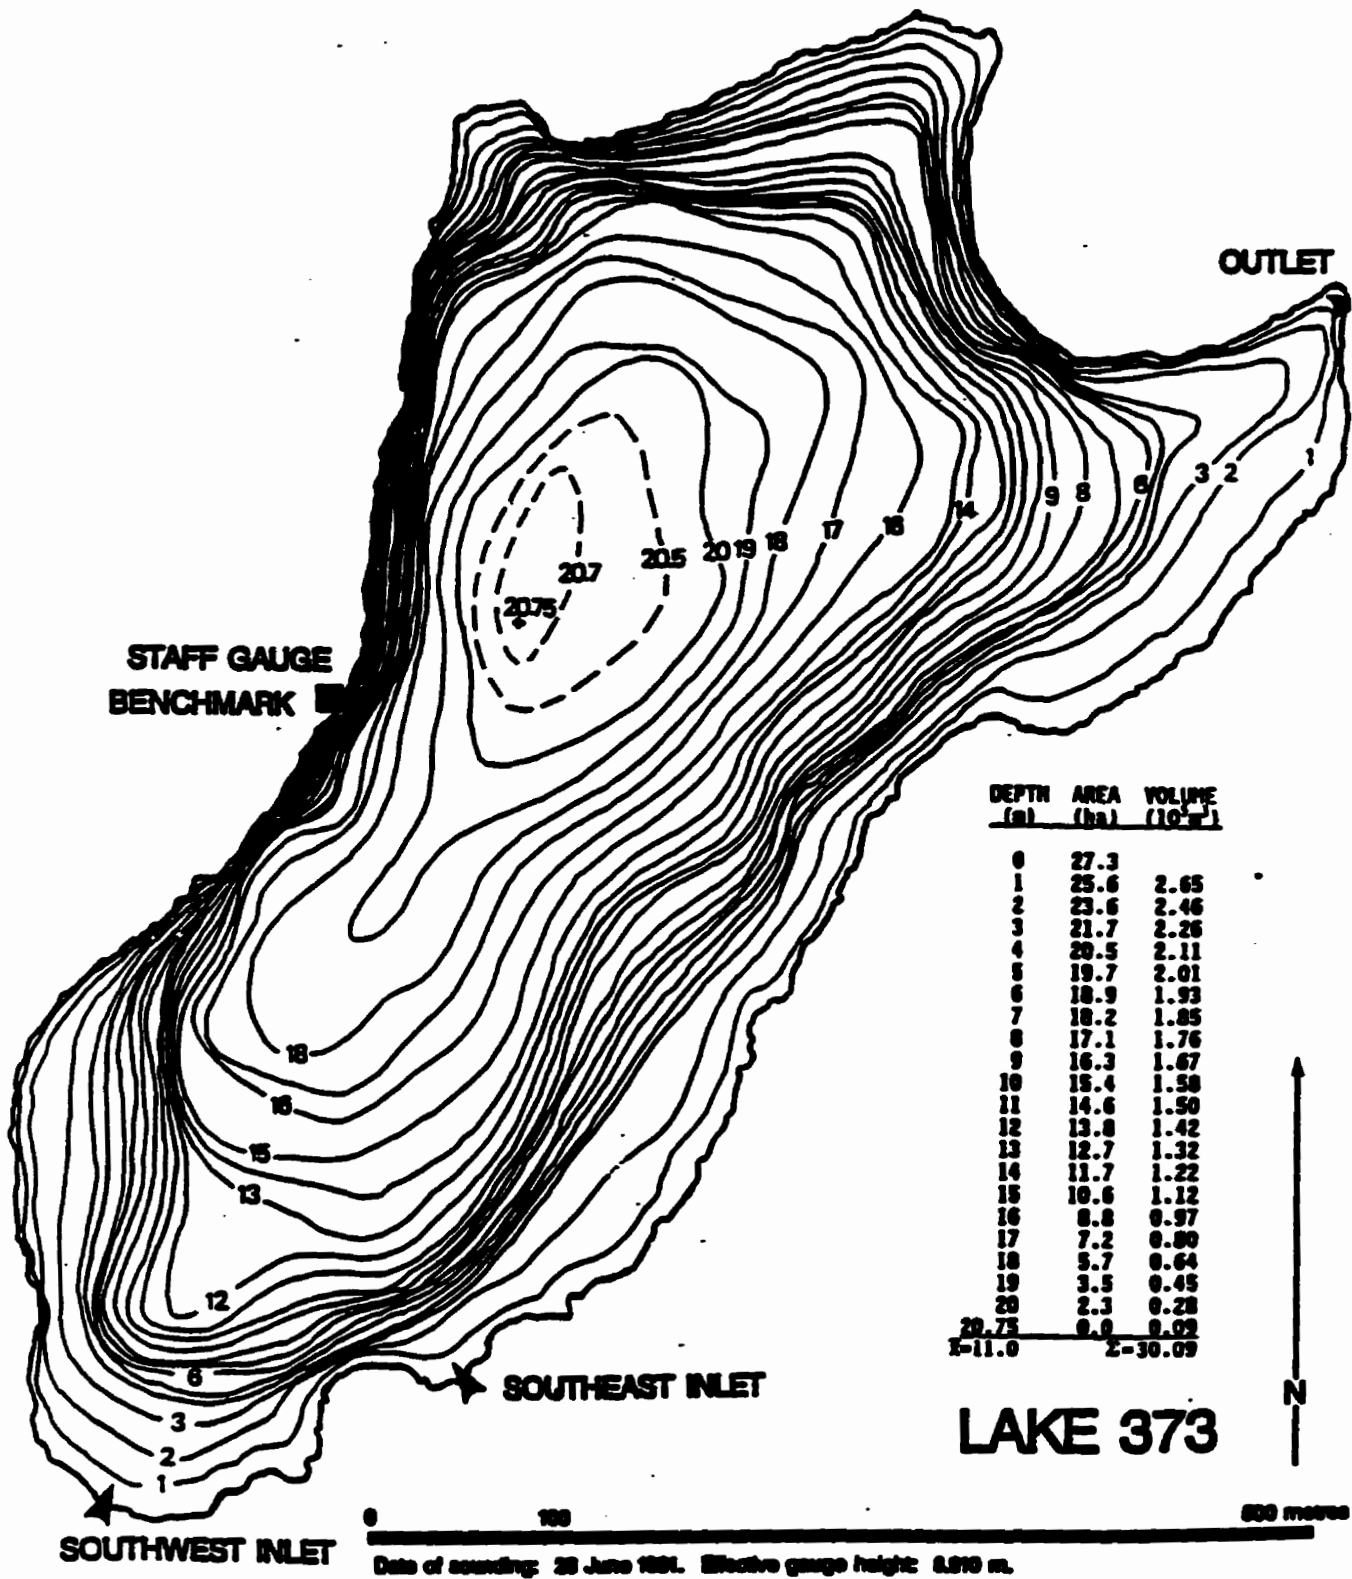 OUTLET
1
3 2
6
8
9
14
16
17
18
19
20
20.5
20.7
20.75
STAFF GAUGE
BENCHMARK
18
16
15
13
12
6
3
2
1
SOUTHEAST INLET
SOUTHWEST INLET
DEPTH AREA VOLUME
(m) (ha) (10⁵m³)
0 27.3
1 25.6 2.65
2 23.6 2.46
3 21.7 2.26
4 20.5 2.11
5 19.7 2.01
6 18.9 1.93
7 18.2 1.85
8 17.1 1.76
9 16.3 1.67
10 15.4 1.58
11 14.6 1.50
12 13.8 1.42
13 12.7 1.32
14 11.7 1.22
15 10.6 1.12
16 8.8 0.97
17 7.2 0.80
18 5.7 0.64
19 3.5 0.45
20 2.3 0.28
20.75 0.0 0.09
X̄=11.0 Σ=30.09
N
LAKE 373
0 100 500 metres
Date of sounding: June Effective gauge height: m.